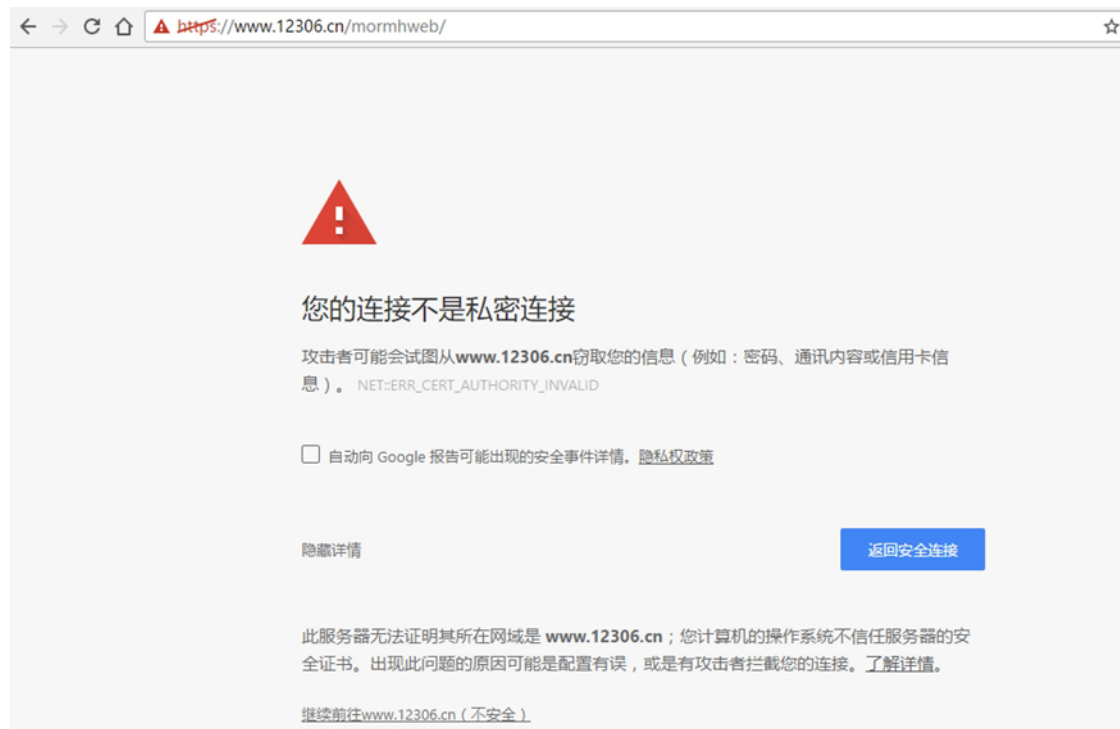 https://www.12306.cn/mormhweb/
您的连接不是私密连接
攻击者可能会试图从www.12306.cn窃取您的信息（例如：密码、通讯内容或信用卡信
息）。 NET::ERR_CERT_AUTHORITY_INVALID
自动向 Google 报告可能出现的安全事件详情。隐私权政策
隐藏详情
返回安全连接
此服务器无法证明其所在网域是 www.12306.cn；您计算机的操作系统不信任服务器的安
全证书。出现此问题的原因可能是配置有误，或是有攻击者拦截您的连接。了解详情。
继续前往www.12306.cn（不安全）